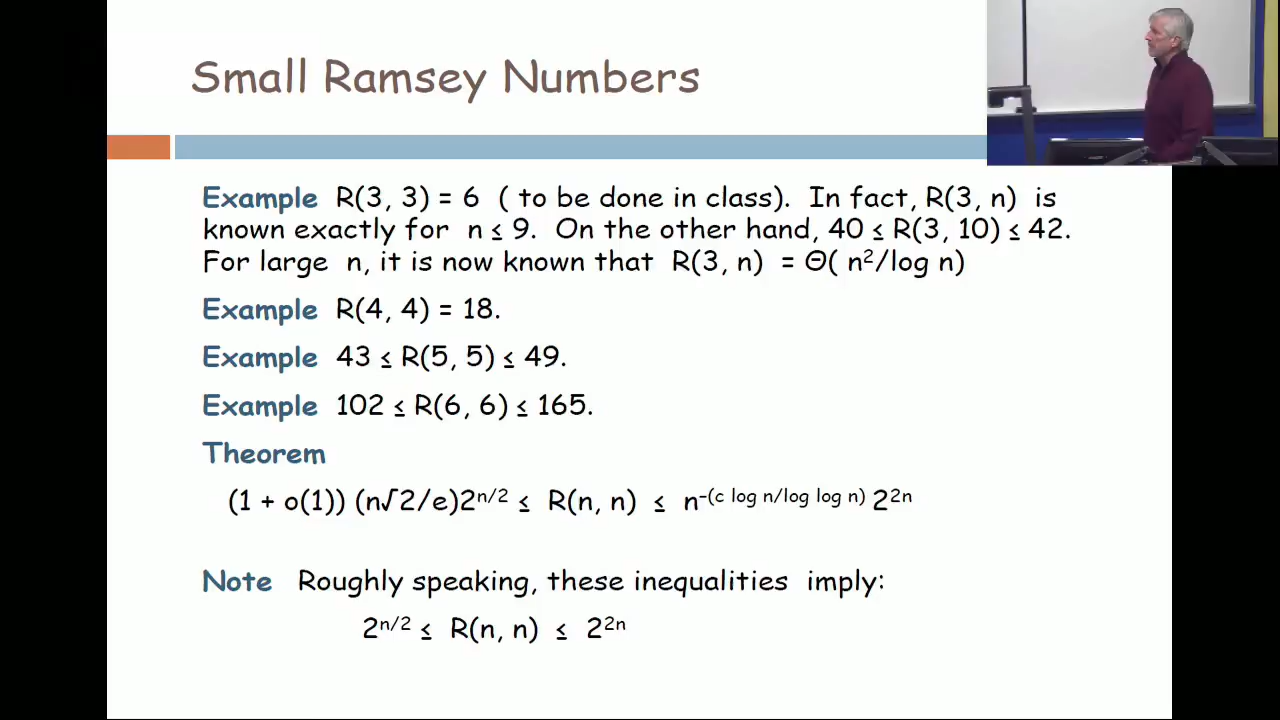 Small Ramsey Numbers
Example R(3, 3) = 6 ( to be done in class). In fact, R(3, n) is
known exactly for n ≤ 9. On the other hand, 40 ≤ R(3, 10) ≤ 42.
For large n, it is now known that R(3, n) = Θ( n²/log n)
Example R(4, 4) = 18.
Example 43 ≤ R(5, 5) ≤ 49.
Example 102 ≤ R(6, 6) ≤ 165.
Theorem
(1 + o(1)) (n√2/e)2^{n/2} ≤ R(n, n) ≤ n^{-(c log n/log log n)} 2^{2n}
Note Roughly speaking, these inequalities imply:
2^{n/2} ≤ R(n, n) ≤ 2^{2n}